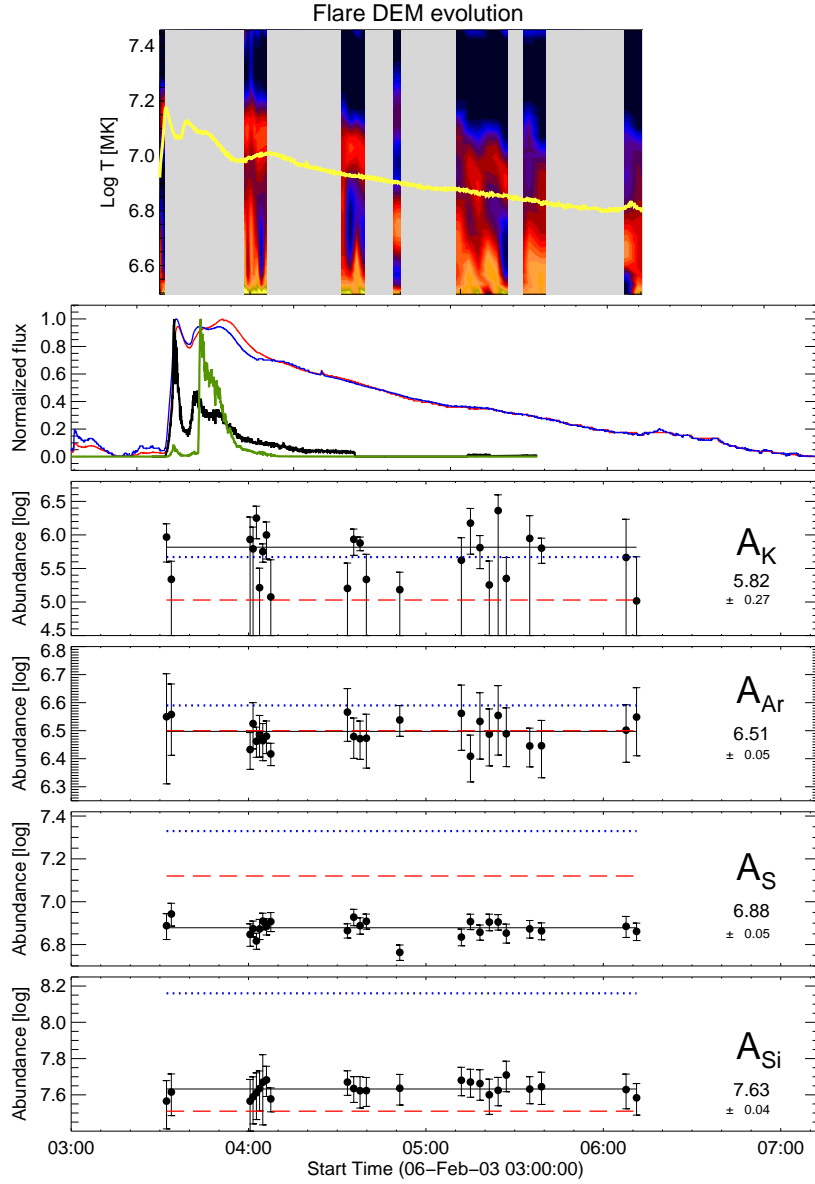 Flare DEM evolution
Log T [MK]
7.4
7.2
7.0
6.8
6.6
Normalized flux
1.0
0.8
0.6
0.4
0.2
0.0
Abundance [log]
6.5
6.0
5.5
5.0
4.5
A_K
5.82
± 0.27
Abundance [log]
6.8
6.7
6.6
6.5
6.4
6.3
A_Ar
6.51
± 0.05
Abundance [log]
7.4
7.2
7.0
6.8
A_S
6.88
± 0.05
Abundance [log]
8.2
8.0
7.8
7.6
A_Si
7.63
± 0.04
03:00 04:00 05:00 06:00 07:00
Start Time (06−Feb−03 03:00:00)